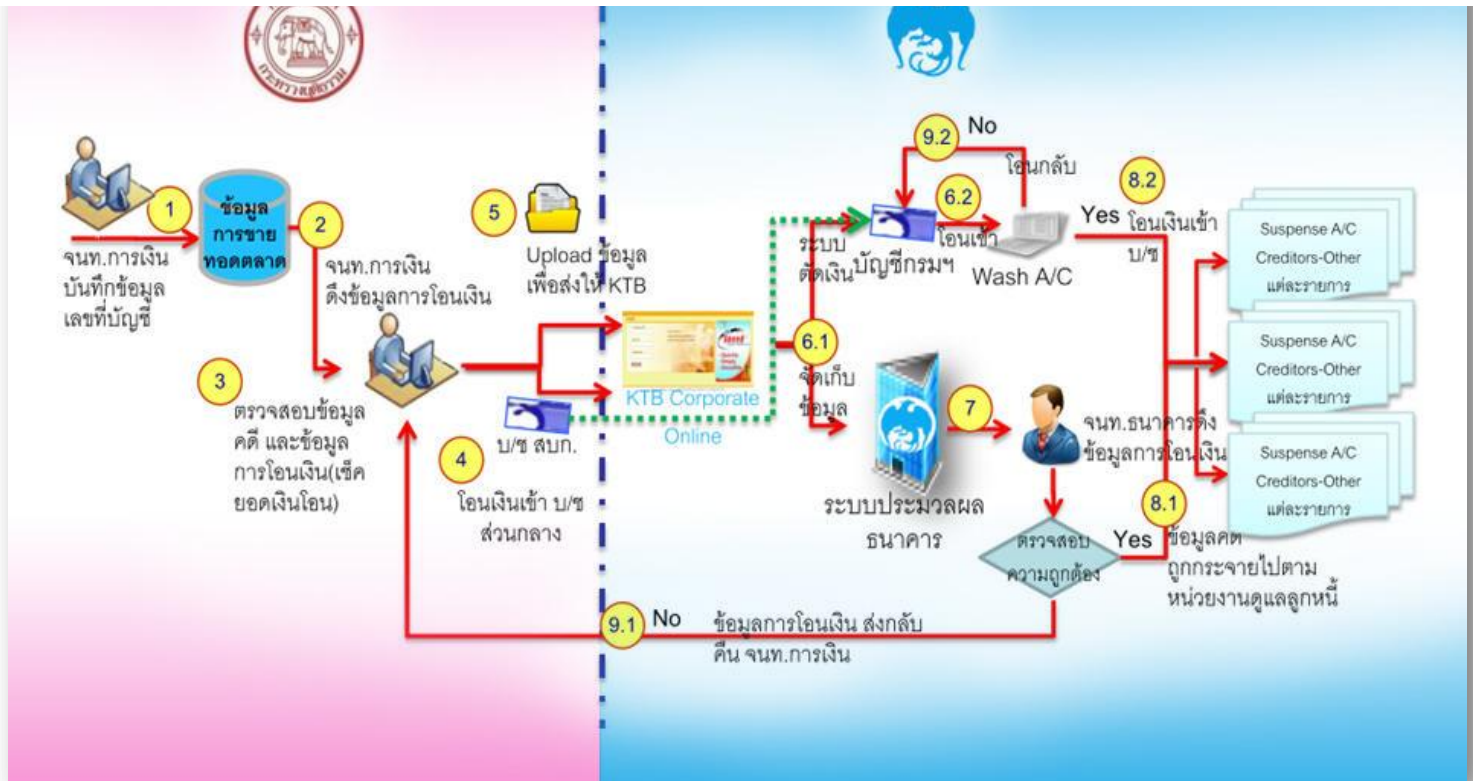 กระทรวงยุติธรรม
1
จนท.การเงิน
บันทึกข้อมูล
เลขที่บัญชี
ข้อมูล
การขาย
ทอดตลาด
2
จนท.การเงิน
ดึงข้อมูลการโอนเงิน
3
ตรวจสอบข้อมูล
คดี และข้อมูล
การโอนเงิน(เช็ค
ยอดเงินโอน)
5
Upload ข้อมูล
เพื่อส่งให้ KTB
4
บ/ช สบก.
โอนเงินเข้า บ/ช
ส่วนกลาง
KTB Corporate
Online
9.2
No
โอนกลับ
ระบบ
ตัดเงิน
บัญชีกรมฯ
6.2
โอนเข้า
Wash A/C
8.2
Yes
โอนเงินเข้า
บ/ช
6.1
จัดเก็บ
ข้อมูล
ระบบประมวลผล
ธนาคาร
7
จนท.ธนาคารดึง
ข้อมูลการโอนเงิน
ตรวจสอบ
ความถูกต้อง
Yes
8.1
ข้อมูลคดี
ถูกกระจายไปตาม
หน่วยงานดูแลลูกหนี้
Suspense A/C
Creditors-Other
แต่ละรายการ
Suspense A/C
Creditors-Other
แต่ละรายการ
Suspense A/C
Creditors-Other
แต่ละรายการ
9.1
No
ข้อมูลการโอนเงิน ส่งกลับ
คืน จนท.การเงิน